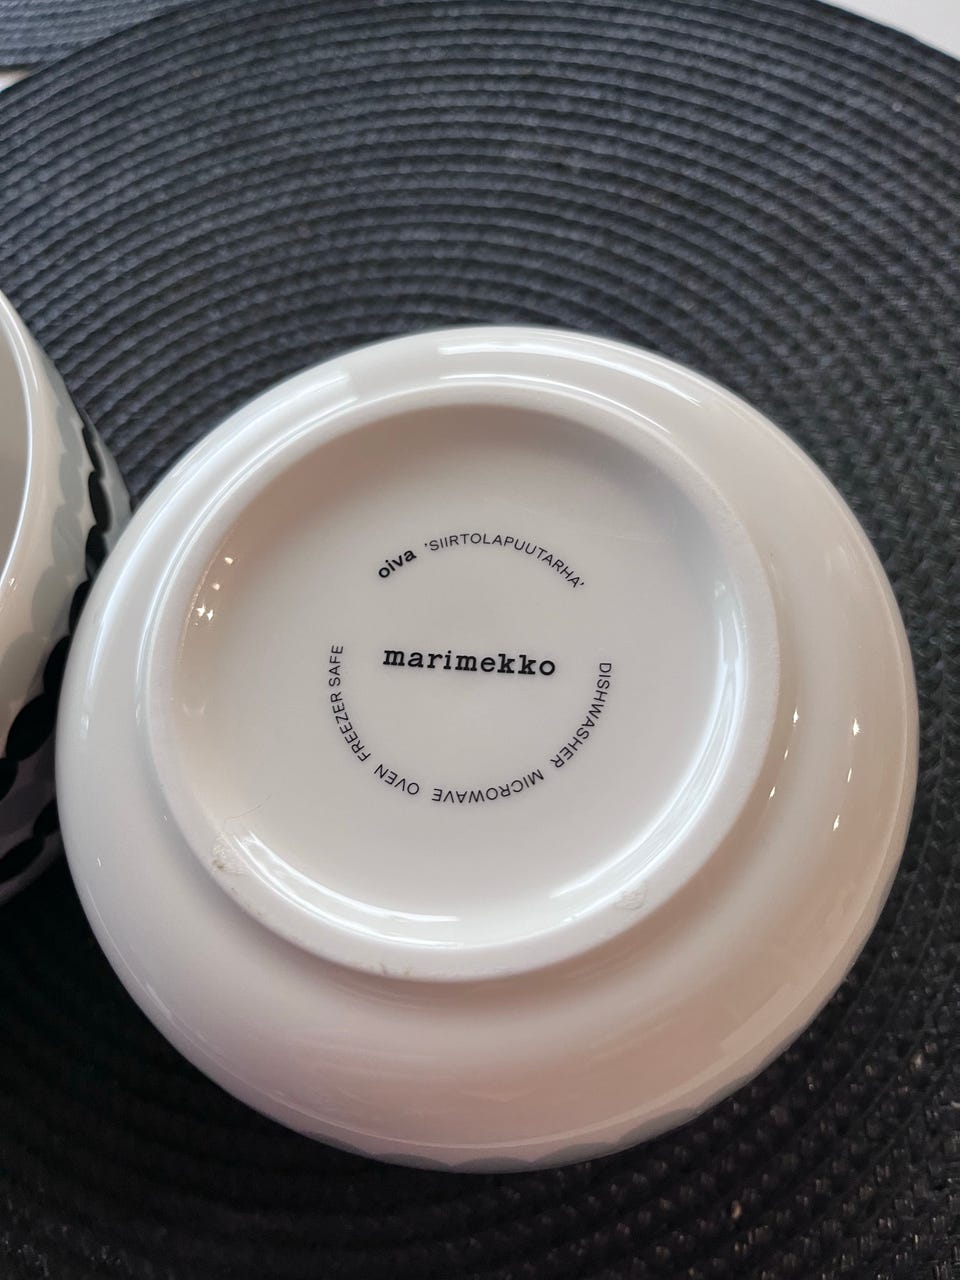 oiva 'SIIRTOLAPUUTARHA'
marimekko
DISHWASHER MICROWAVE OVEN FREEZER SAFE